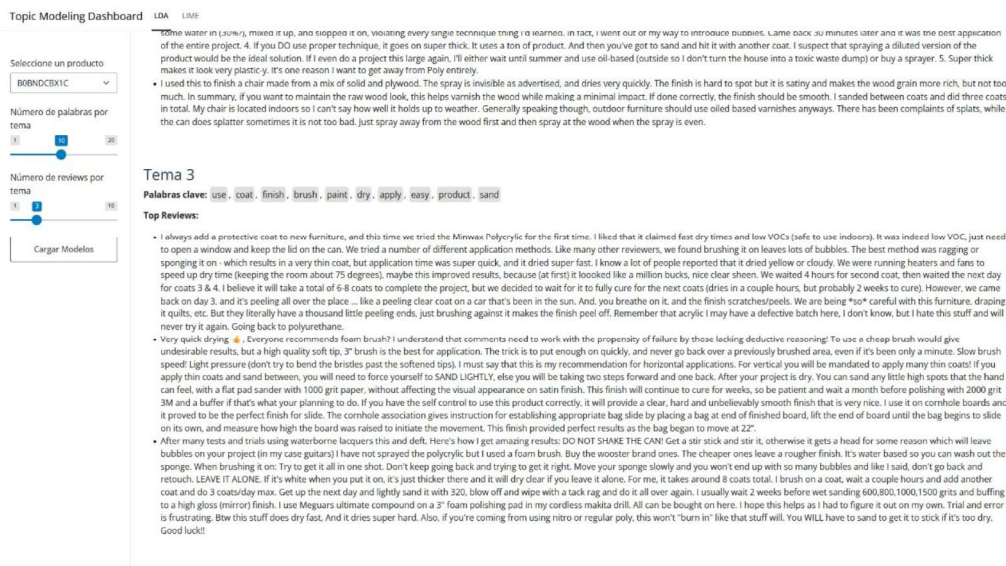 Topic Modeling Dashboard LDA LIME
Seleccione un producto
B0BNDCBX1C
Número de palabras por
tema
1 10 20
Número de reviews por
tema
1 3 10
Cargar Modelos
some water in (30%?), mixed it up, and slopped it on, violating every single technique thing I'd learned. In fact, I went out of my way to introduce bubbles. Came back 30 minutes later and it was the best application
of the entire project. 4. If you DO use proper technique, it goes on super thick. It uses a ton of product. And then you've got to sand and hit it with another coat. I suspect that spraying a diluted version of the
product would be the ideal solution. If I even do a project this large again, I'll either wait until summer and use oil-based (outside so I don't turn the house into a toxic waste dump) or buy a sprayer. 5. Super thick
makes it look very plastic-y. It's one reason I want to get away from Poly entirely.
• I used this to finish a chair made from a mix of solid and plywood. The spray is invisible as advertised, and dries very quickly. The finish is hard to spot but it is satiny and makes the wood grain more rich, but not too
much. In summary, if you want to maintain the raw wood look, this helps varnish the wood while making a minimal impact. If done correctly, the finish should be smooth. I sanded between coats and did three coats
in total. My chair is located indoors so I can't say how well it holds up to weather. Generally speaking though, outdoor furniture should use oiled based varnishes anyways. There has been complaints of splats, while
the can does splatter sometimes it is not too bad. Just spray away from the wood first and then spray at the wood when the spray is even.
Tema 3
Palabras clave: use , coat , finish , brush , paint , dry , apply , easy , product , sand
Top Reviews:
• I always add a protective coat to new furniture, and this time we tried the Minwax Polycrylic for the first time. I liked that it claimed fast dry times and low VOCs (safe to use indoors). It was indeed low VOC, just need
to open a window and keep the lid on the can. We tried a number of different application methods. Like many other reviewers, we found brushing it on leaves lots of bubbles. The best method was ragging or
sponging it on - which results in a very thin coat, but application time was super quick, and it dried super fast. I know a lot of people reported that it dried yellow or cloudy. We were running heaters and fans to
speed up dry time (keeping the room about 75 degrees), maybe this improved results, because (at first) it loooked like a million bucks, nice clear sheen. We waited 4 hours for second coat, then waited the next day
for coats 3 & 4. I believe it will take a total of 6-8 coats to complete the project, but we decided to wait for it to fully cure for the next coats (dries in a couple hours, but probably 2 weeks to cure). However, we came
back on day 3, and it's peeling all over the place ... like a peeling clear coat on a car that's been in the sun. And, you breathe on it, and the finish scratches/peels. We are being *so* careful with this furniture, draping
it quilts, etc. But they literally have a thousand little peeling ends, just brushing against it makes the finish peel off. Remember that acrylic I may have a defective batch here, I don't know, but I hate this stuff and will
never try it again. Going back to polyurethane.
• Very quick drying 👍. Everyone recommends foam brush? I understand that comments need to work with the propensity of failure by those lacking deductive reasoning! To use a cheap brush would give
undesirable results, but a high quality soft tip, 3" brush is the best for application. The trick is to put enough on quickly, and never go back over a previously brushed area, even if it's been only a minute. Slow brush
speed! Light pressure (don't try to bend the bristles past the softened tips). I must say that this is my recommendation for horizontal applications. For vertical you will be mandated to apply many thin coats! If you
apply thin coats and sand between, you will need to force yourself to SAND LIGHTLY, else you will be taking two steps forward and one back. After your project is dry. You can sand any little high spots that the hand
can feel, with a flat pad sander with 1000 grit paper, without affecting the visual appearance on satin finish. This finish will continue to cure for weeks, so be patient and wait a month before polishing with 2000 grit
3M and a buffer if that's what your planning to do. If you have the self control to use this product correctly, it will provide a clear, hard and unbelievably smooth finish that is very nice. I use it on cornhole boards and
it proved to be the perfect finish for slide. The cornhole association gives instruction for establishing appropriate bag slide by placing a bag at end of finished board, lift the end of board until the bag begins to slide
on its own, and measure how high the board was raised to initiate the movement. This finish provided perfect results as the bag began to move at 22".
• After many tests and trials using waterborne lacquers this and deft. Here's how I get amazing results: DO NOT SHAKE THE CAN! Get a stir stick and stir it, otherwise it gets a head for some reason which will leave
bubbles on your project (in my case guitars) I have not sprayed the polycrylic but I used a foam brush. Buy the wooster brand ones. The cheaper ones leave a rougher finish. It's water based so you can wash out the
sponge. When brushing it on: Try to get it all in one shot. Don't keep going back and trying to get it right. Move your sponge slowly and you won't end up with so many bubbles and like I said, don't go back and
retouch. LEAVE IT ALONE. If it's white when you put it on, it's just thicker there and it will dry clear if you leave it alone. For me, it takes around 8 coats total. I brush on a coat, wait a couple hours and add another
coat and do 3 coats/day max. Get up the next day and lightly sand it with 320, blow off and wipe with a tack rag and do it all over again. I usually wait 2 weeks before wet sanding 600,800,1000,1500 grits and buffing
to a high gloss (mirror) finish. I use Meguars ultimate compound on a 3" foam polishing pad in my cordless makita drill. All can be bought on here. I hope this helps as I had to figure it out on my own. Trial and error
is frustrating. Btw this stuff does dry fast. And it dries super hard. Also, if you're coming from using nitro or regular poly, this won't "burn in" like that stuff will. You WILL have to sand to get it to stick if it's too dry.
Good luck!!